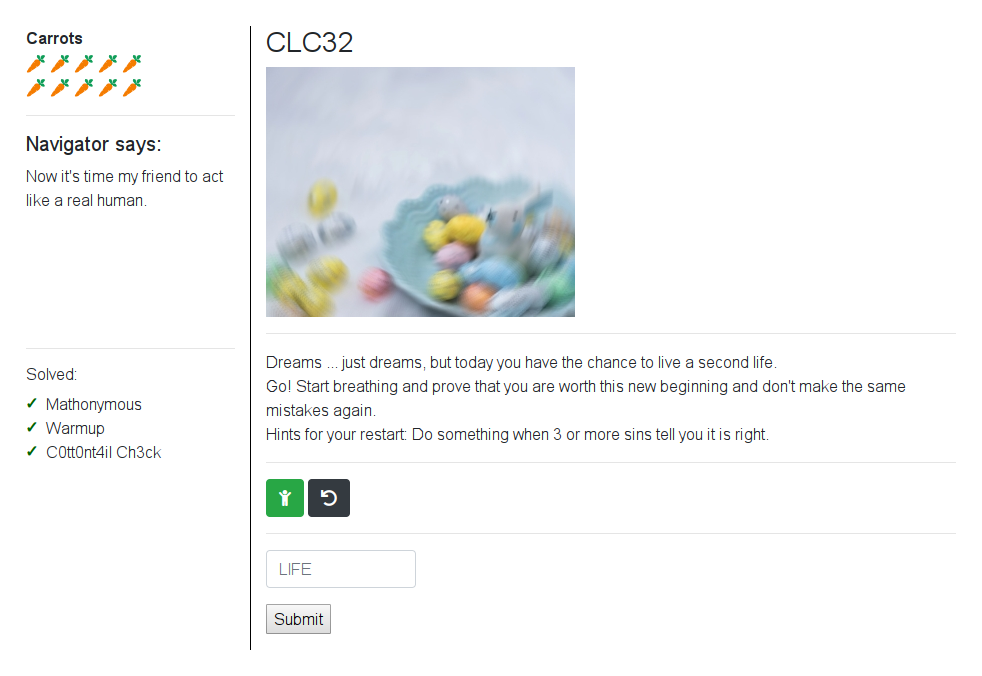 Carrots
Navigator says:
Now it's time my friend to act
like a real human.
Solved:
✓ Mathonymous
✓ Warmup
✓ C0tt0nt4il Ch3ck
CLC32
Dreams ... just dreams, but today you have the chance to live a second life.
Go! Start breathing and prove that you are worth this new beginning and don't make the same
mistakes again.
Hints for your restart: Do something when 3 or more sins tell you it is right.
LIFE
Submit